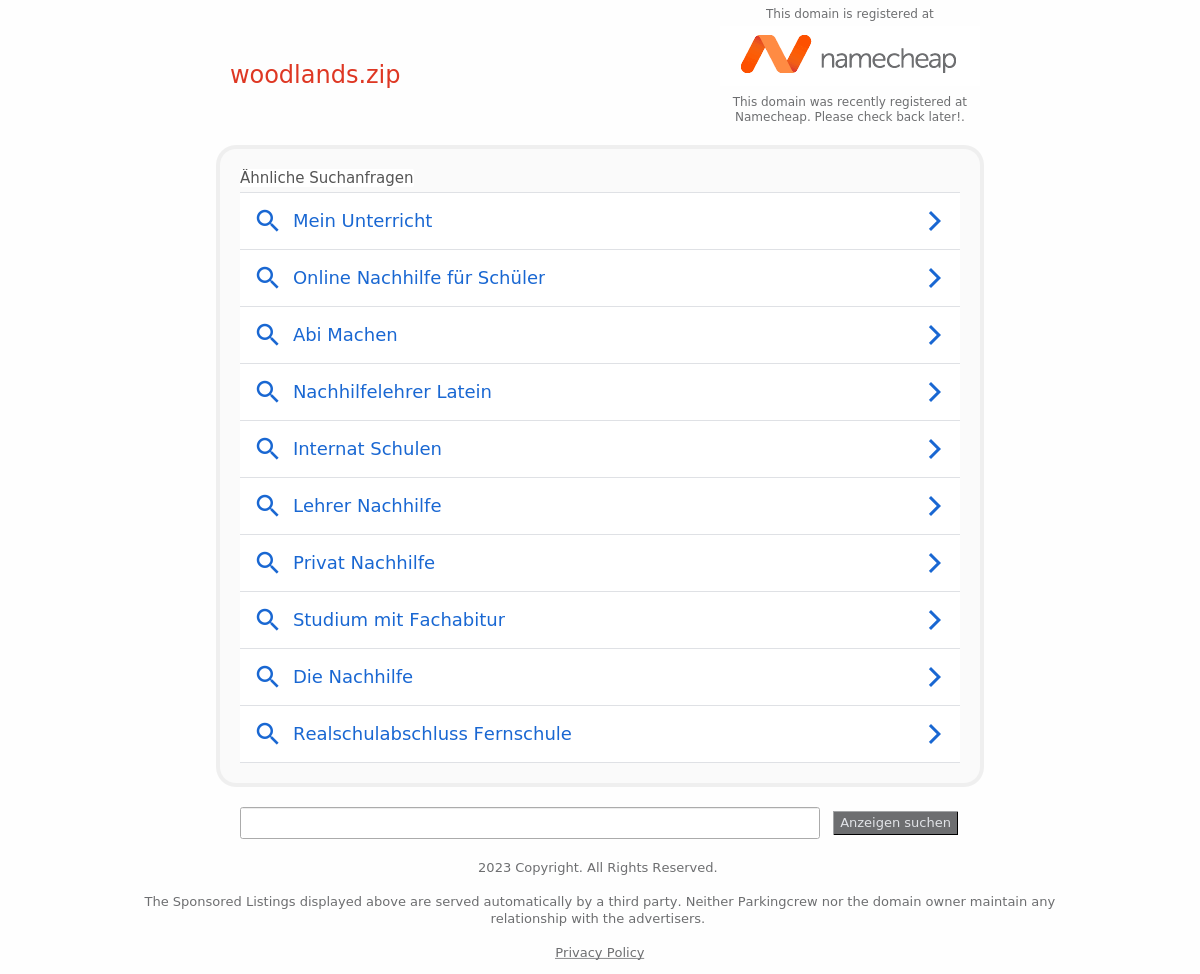 This domain is registered at
namecheap
woodlands.zip
This domain was recently registered at
Namecheap. Please check back later!.
Ähnliche Suchanfragen
Mein Unterricht
Online Nachhilfe für Schüler
Abi Machen
Nachhilfelehrer Latein
Internat Schulen
Lehrer Nachhilfe
Privat Nachhilfe
Studium mit Fachabitur
Die Nachhilfe
Realschulabschluss Fernschule
Anzeigen suchen
2023 Copyright. All Rights Reserved.
The Sponsored Listings displayed above are served automatically by a third party. Neither Parkingcrew nor the domain owner maintain any
relationship with the advertisers.
Privacy Policy